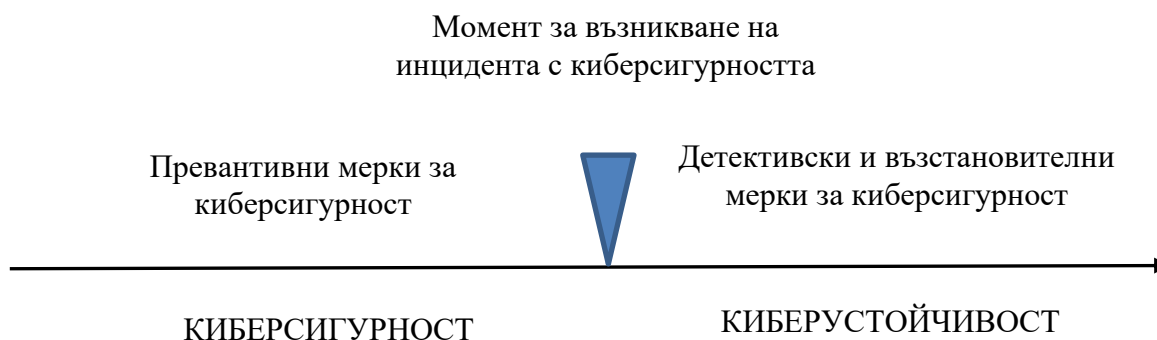 Момент за възникване на
инцидента с киберсигурността
Превантивни мерки за
киберсигурност
Детективски и възстановителни
мерки за киберсигурност
КИБЕРСИГУРНОСТ
КИБЕРУСТОЙЧИВОСТ